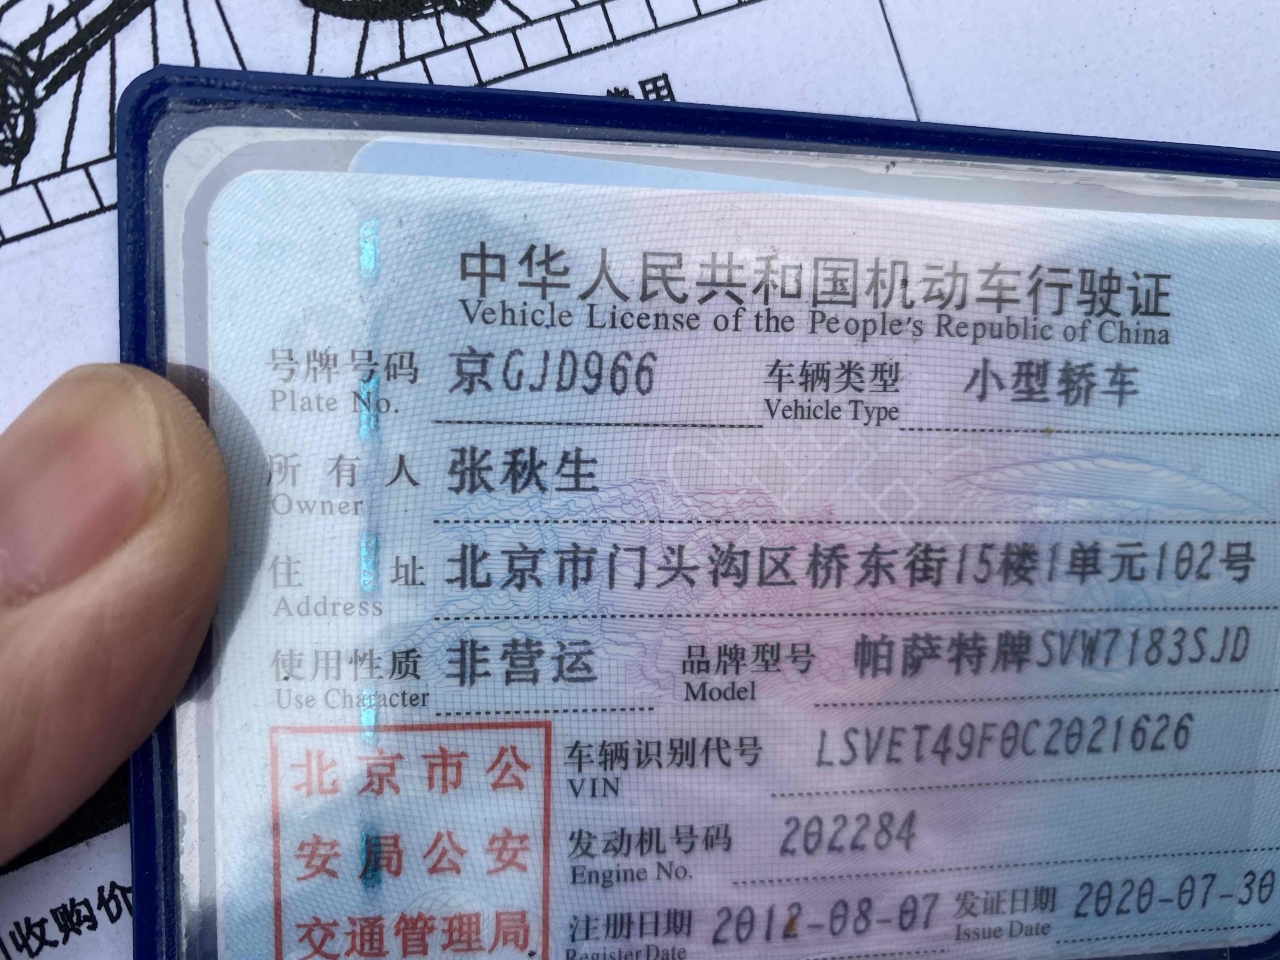 费用
中华人民共和国机动车行驶证
Vehicle License of the People's Republic of China
号牌号码 京GJD966 车辆类型 小型轿车
Plate No. Vehicle Type
所有人 张秋生
Owner
住址 北京市门头沟区桥东街15楼1单元102号
Address
使用性质 非营运 品牌型号 帕萨特牌SVW7183SJD
Use Character Model
北京市公
安局公安
交通管理局
车辆识别代号 LSVET49F0C2021626
VIN
发动机号码 202284
Engine No.
注册日期 2012-08-07 发证日期 2020-07-30
Register Date Issue Date
收购价